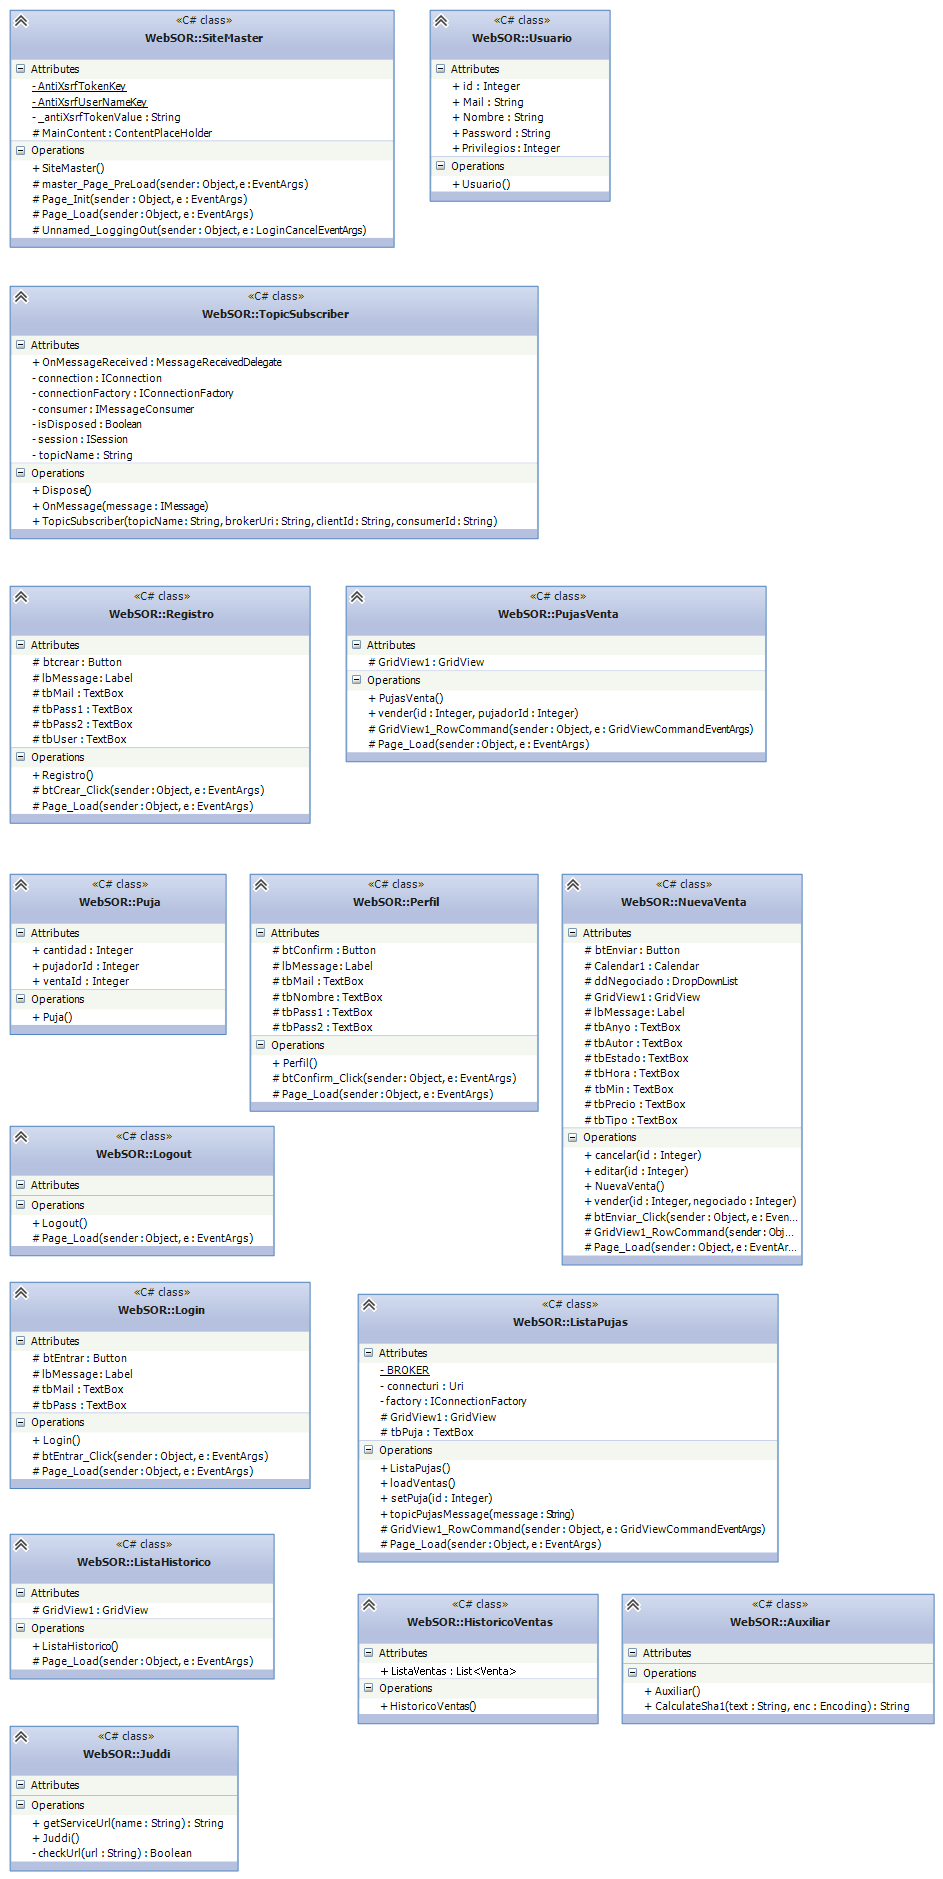 «C# class»
WebSOR::SiteMaster
Attributes
- AntiXsrfTokenKey
- AntiXsrfUserNameKey
- _antiXsrfTokenValue : String
# MainContent : ContentPlaceHolder
Operations
+ SiteMaster()
# master_Page_PreLoad(sender : Object, e : EventArgs)
# Page_Init(sender : Object, e : EventArgs)
# Page_Load(sender : Object, e : EventArgs)
# Unnamed_LoggingOut(sender : Object, e : LoginCancelEventArgs)
«C# class»
WebSOR::Usuario
Attributes
+ id : Integer
+ Mail : String
+ Nombre : String
+ Password : String
+ Privilegios : Integer
Operations
+ Usuario()
«C# class»
WebSOR::TopicSubscriber
Attributes
+ OnMessageReceived : MessageReceivedDelegate
- connection : IConnection
- connectionFactory : IConnectionFactory
- consumer : IMessageConsumer
- isDisposed : Boolean
- session : ISession
- topicName : String
Operations
+ Dispose()
+ OnMessage(message : IMessage)
+ TopicSubscriber(topicName : String, brokerUri : String, clientId : String, consumerId : String)
«C# class»
WebSOR::Registro
Attributes
# btcrear : Button
# lbMessage : Label
# tbMail : TextBox
# tbPass1 : TextBox
# tbPass2 : TextBox
# tbUser : TextBox
Operations
+ Registro()
# btCrear_Click(sender : Object, e : EventArgs)
# Page_Load(sender : Object, e : EventArgs)
«C# class»
WebSOR::PujasVenta
Attributes
# GridView1 : GridView
Operations
+ PujasVenta()
+ vender(id : Integer, pujadorId : Integer)
# GridView1_RowCommand(sender : Object, e : GridViewCommandEventArgs)
# Page_Load(sender : Object, e : EventArgs)
«C# class»
WebSOR::Puja
Attributes
+ cantidad : Integer
+ pujadorId : Integer
+ ventaId : Integer
Operations
+ Puja()
«C# class»
WebSOR::Perfil
Attributes
# btConfirm : Button
# lbMessage : Label
# tbMail : TextBox
# tbNombre : TextBox
# tbPass1 : TextBox
# tbPass2 : TextBox
Operations
+ Perfil()
# btConfirm_Click(sender : Object, e : EventArgs)
# Page_Load(sender : Object, e : EventArgs)
«C# class»
WebSOR::NuevaVenta
Attributes
# btEnviar : Button
# Calendar1 : Calendar
# ddNegociado : DropDownList
# GridView1 : GridView
# lbMessage : Label
# tbAnyo : TextBox
# tbAutor : TextBox
# tbEstado : TextBox
# tbHora : TextBox
# tbMin : TextBox
# tbPrecio : TextBox
# tbTipo : TextBox
Operations
+ cancelar(id : Integer)
+ editar(id : Integer)
+ NuevaVenta()
+ vender(id : Integer, negociado : Integer)
# btEnviar_Click(sender : Object, e : Even...
# GridView1_RowCommand(sender : Obj...
# Page_Load(sender : Object, e : EventAr...
«C# class»
WebSOR::Logout
Attributes
Operations
+ Logout()
# Page_Load(sender : Object, e : EventArgs)
«C# class»
WebSOR::Login
Attributes
# btEntrar : Button
# lbMessage : Label
# tbMail : TextBox
# tbPass : TextBox
Operations
+ Login()
# btEntrar_Click(sender : Object, e : EventArgs)
# Page_Load(sender : Object, e : EventArgs)
«C# class»
WebSOR::ListaPujas
Attributes
- BROKER
- connecturi : Uri
- factory : IConnectionFactory
# GridView1 : GridView
# tbPuja : TextBox
Operations
+ ListaPujas()
+ loadVentas()
+ setPuja(id : Integer)
+ topicPujasMessage(message : String)
# GridView1_RowCommand(sender : Object, e : GridViewCommandEventArgs)
# Page_Load(sender : Object, e : EventArgs)
«C# class»
WebSOR::ListaHistorico
Attributes
# GridView1 : GridView
Operations
+ ListaHistorico()
# Page_Load(sender : Object, e : EventArgs)
«C# class»
WebSOR::HistoricoVentas
Attributes
+ ListaVentas : List<Venta>
Operations
+ HistoricoVentas()
«C# class»
WebSOR::Auxiliar
Attributes
Operations
+ Auxiliar()
+ CalculateSha1(text : String, enc : Encoding) : String
«C# class»
WebSOR::Juddi
Attributes
Operations
+ getServiceUrl(name : String) : String
+ Juddi()
- checkUrl(url : String) : Boolean